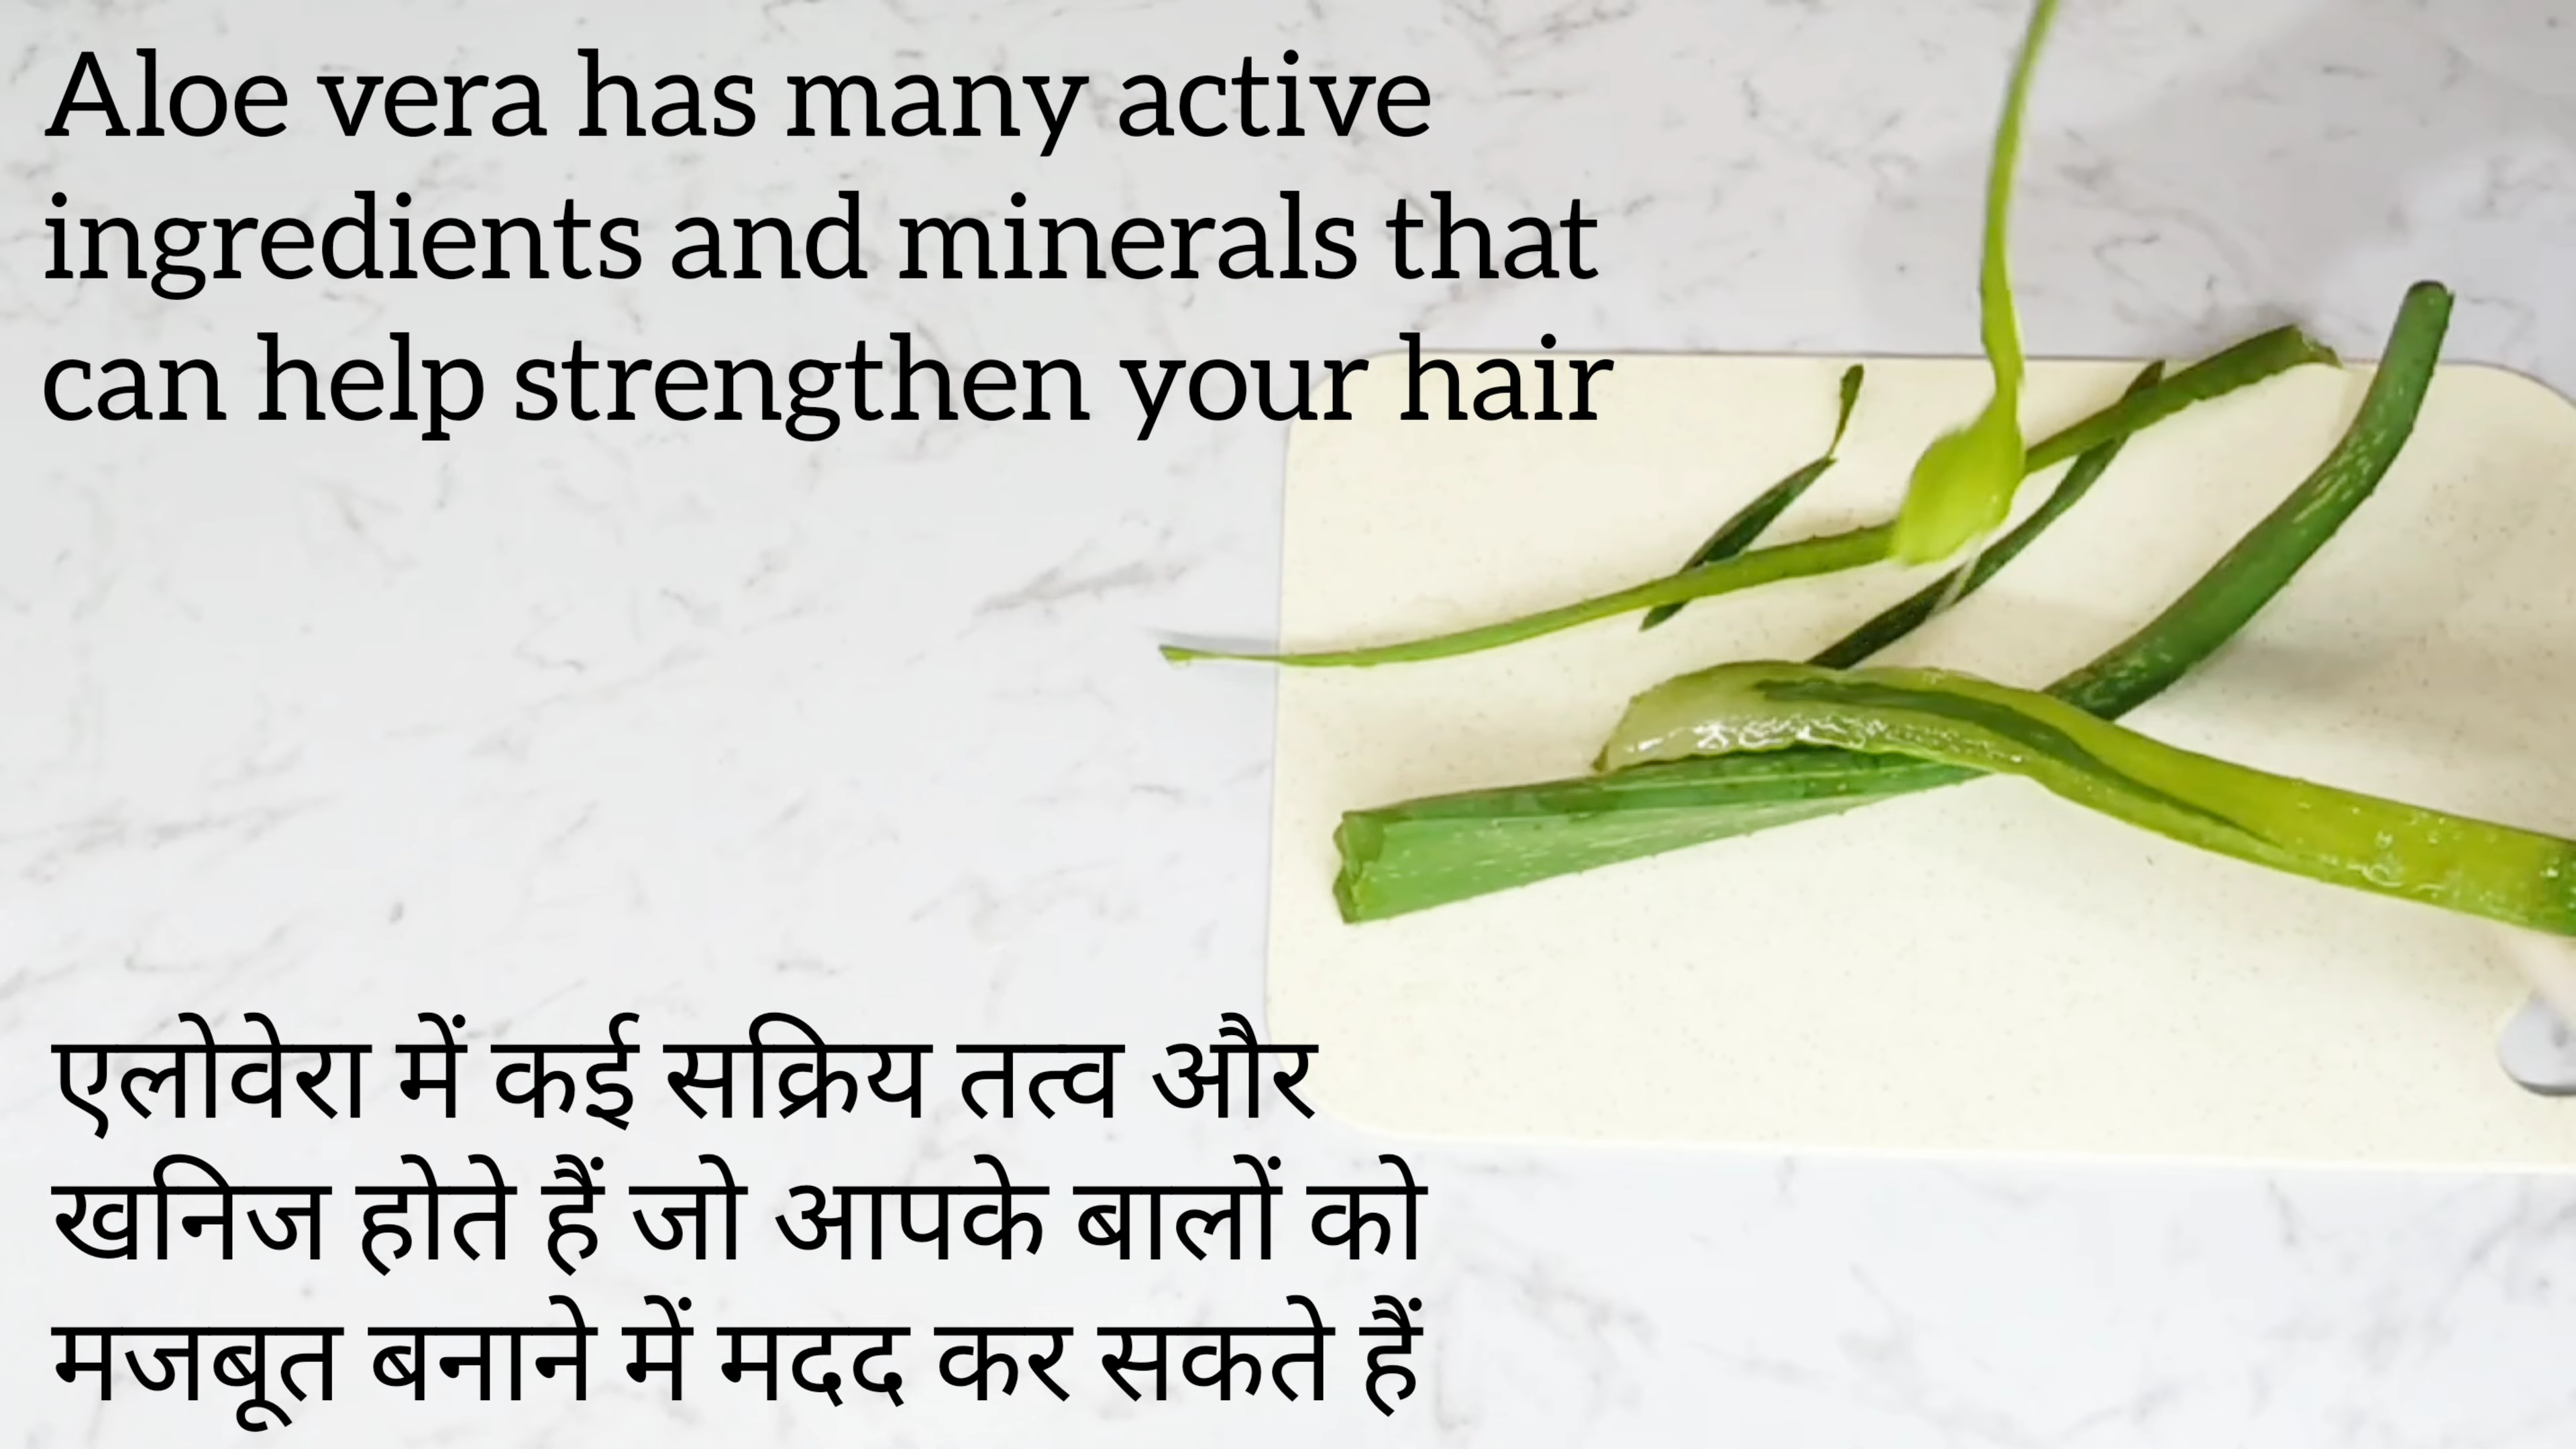 Aloe vera has many active
ingredients and minerals that
can help strengthen your hair
एलोवेरा में कई सक्रिय तत्व और
खनिज होते हैं जो आपके बालों को
मजबूत बनाने में मदद कर सकते हैं